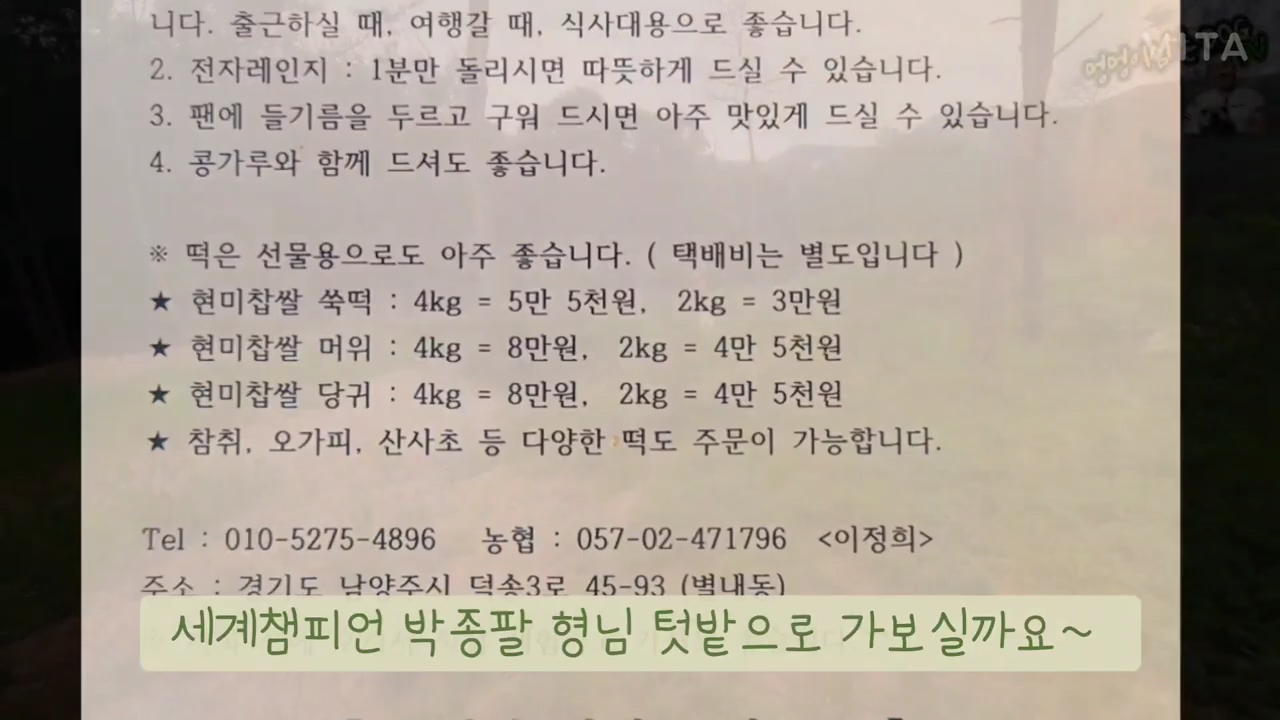 니다. 출근하실 때, 여행갈 때, 식사대용으로 좋습니다.
2. 전자레인지 : 1분만 돌리시면 따뜻하게 드실 수 있습니다.
3. 팬에 들기름을 두르고 구워 드시면 아주 맛있게 드실 수 있습니다.
4. 콩가루와 함께 드셔도 좋습니다.
※ 떡은 선물용으로도 아주 좋습니다. ( 택배비는 별도입니다 )
★ 현미찹쌀 쑥떡 : 4kg = 5만 5천원, 2kg = 3만원
★ 현미찹쌀 머위 : 4kg = 8만원, 2kg = 4만 5천원
★ 현미찹쌀 당귀 : 4kg = 8만원, 2kg = 4만 5천원
★ 참취, 오가피, 산사초 등 다양한 떡도 주문이 가능합니다.
Tel : 010-5275-4896 농협 : 057-02-471796 <이정희>
주소 : 경기도 남양주시 덕송3로 45-93 (별내동)
세계챔피언 박종팔 형님 텃밭으로 가보실까요~